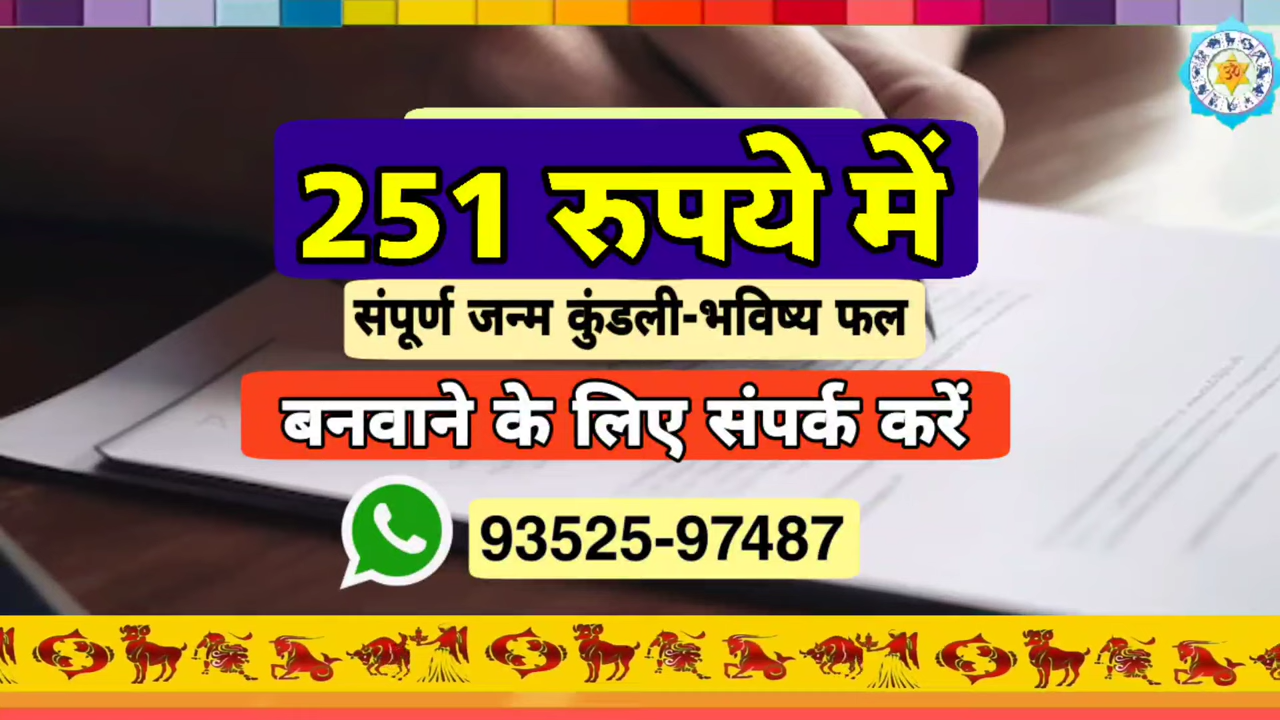 251 रुपये में
संपूर्ण जन्म कुंडली-भविष्य फल
बनवाने के लिए संपर्क करें
93525-97487
ॐ